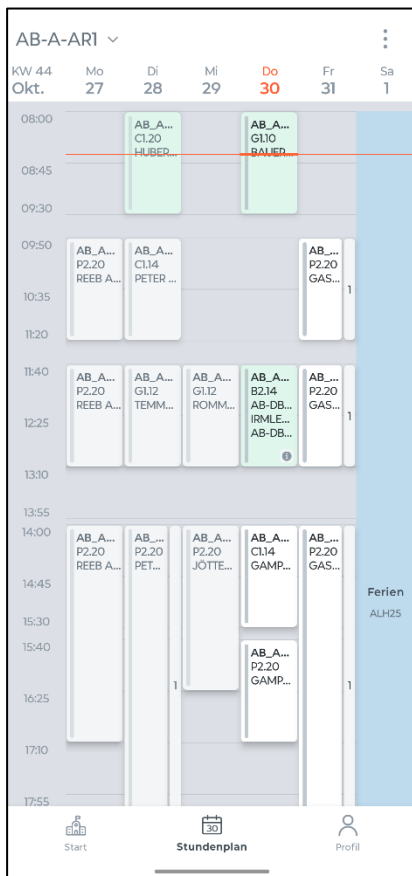 AB-A-AR1
KW 44 Mo Di Mi Do Fr Sa
Okt. 27 28 29 30 31 1
08:00
AB_A...
C1.20
HUBER...
AB_A...
G1.10
BAUER...
08:45
09:30
09:50
AB_A...
P2.20
REEB A...
AB_A...
C1.14
PETER ...
AB_...
P2.20
GAS...
1
10:35
11:20
11:40
AB_A...
P2.20
REEB A...
AB_A...
G1.12
TEMM...
AB_A...
G1.12
ROMM...
AB_A...
B2.14
AB-DB...
IRMLE...
AB-DB...
AB_...
P2.20
GAS...
1
12:25
13:10
13:55
14:00
AB_A...
P2.20
REEB A...
AB_...
P2.20
PET...
1
AB_A...
P2.20
JÖTTE...
AB_A...
C1.14
GAMP...
AB_...
P2.20
GAS...
1
14:45
Ferien
ALH25
15:30
15:40
AB_A...
P2.20
GAMP...
16:25
17:10
17:55
30
Start Stundenplan Profil